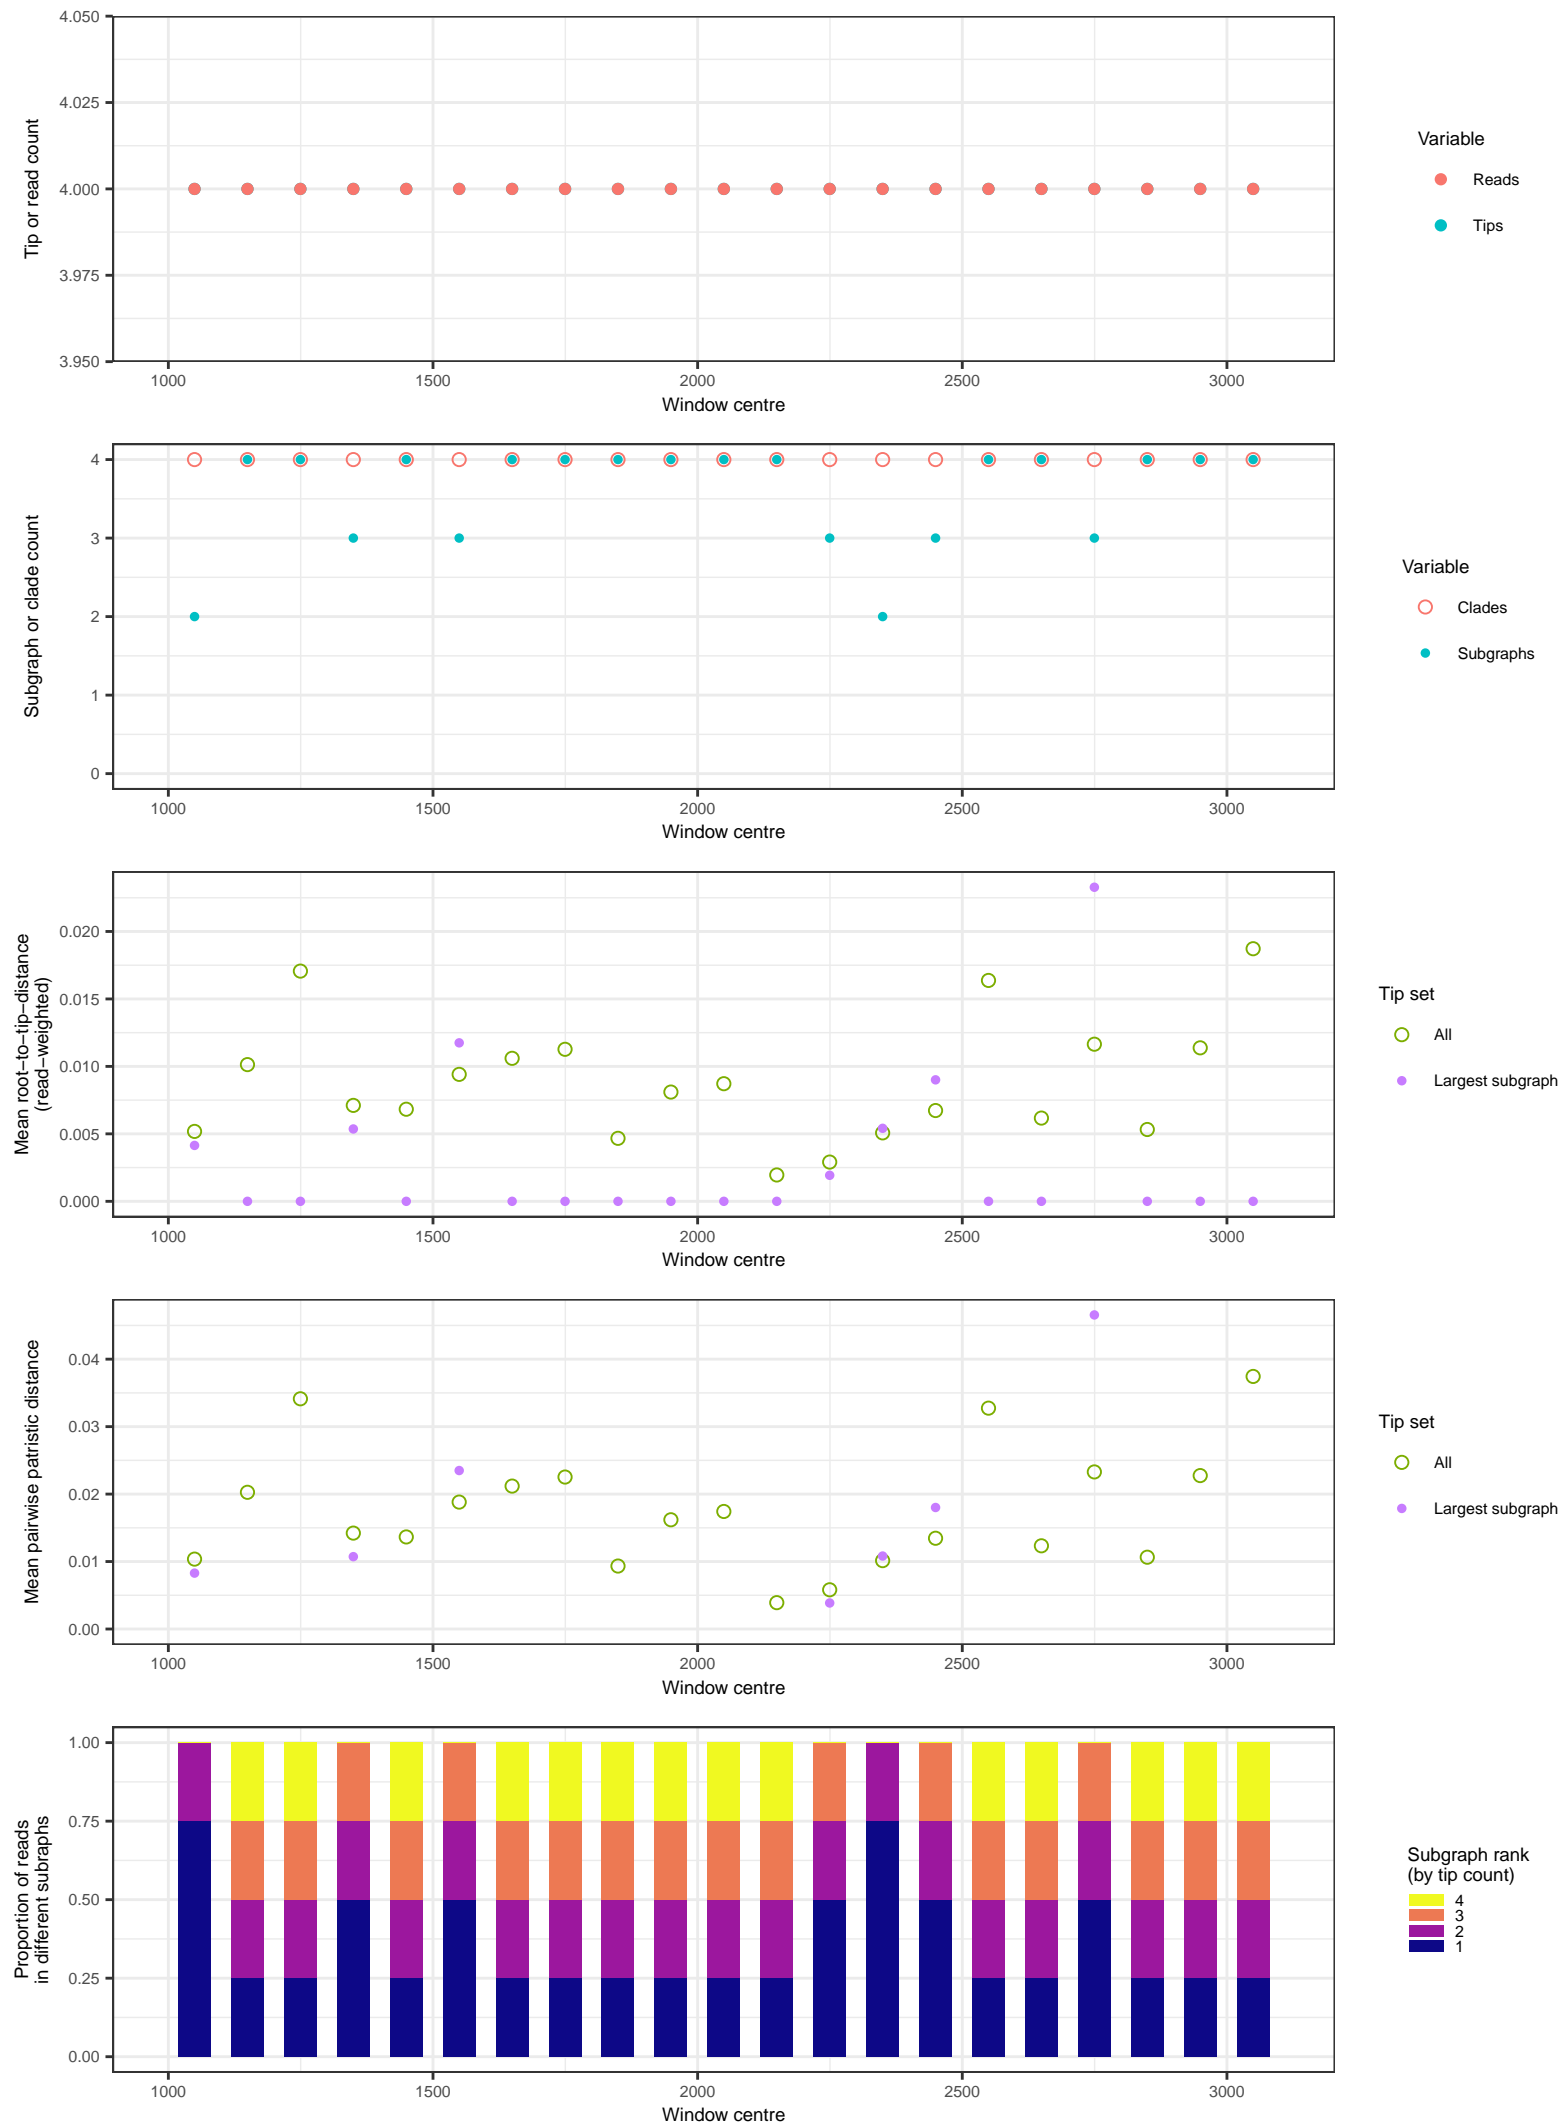 4.050
4.025
4.000
3.975
3.950
Tip or read count
1000 1500 2000 2500 3000
Window centre
Variable
Reads
Tips
4
3
2
1
0
Subgraph or clade count
1000 1500 2000 2500 3000
Window centre
Variable
Clades
Subgraphs
0.020
0.015
0.010
0.005
0.000
Mean root−to−tip−distance
(read−weighted)
1000 1500 2000 2500 3000
Window centre
Tip set
All
Largest subgraph
0.04
0.03
0.02
0.01
0.00
Mean pairwise patristic distance
1000 1500 2000 2500 3000
Window centre
Tip set
All
Largest subgraph
1.00
0.75
0.50
0.25
0.00
Proportion of reads
in different subraphs
1000 1500 2000 2500 3000
Window centre
Subgraph rank
(by tip count)
4
3
2
1